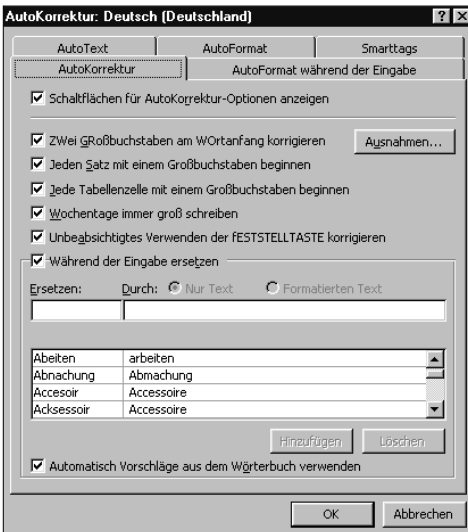 AutoKorrektur: Deutsch (Deutschland)
AutoText AutoFormat Smarttags
AutoKorrektur AutoFormat während der Eingabe
Schaltflächen für AutoKorrektur-Optionen anzeigen
ZWei GRoßbuchstaben am WOrtanfang korrigieren Ausnahmen...
Jeden Satz mit einem Großbuchstaben beginnen
Jede Tabellenzelle mit einem Großbuchstaben beginnen
Wochentage immer groß schreiben
Unbeabsichtigtes Verwenden der fESTSTELLTASTE korrigieren
Während der Eingabe ersetzen
Ersetzen: Durch: Nur Text Formatierten Text
Abeiten arbeiten
Abnachung Abmachung
Accesoir Accessoire
Acksessoir Accessoire
Hinzufügen Löschen
Automatisch Vorschläge aus dem Wörterbuch verwenden
OK Abbrechen